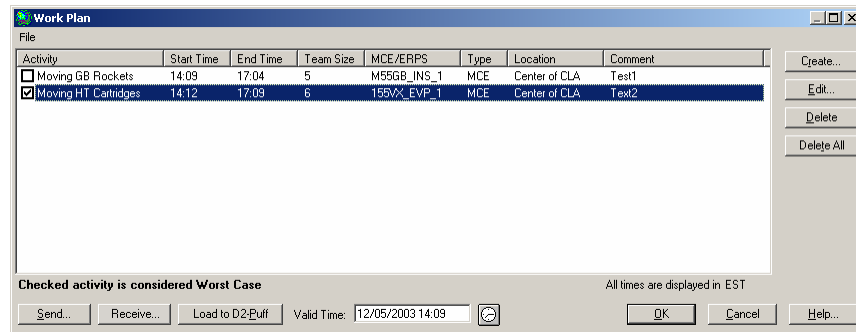 Work Plan
File
Activity Start Time End Time Team Size MCE/ERPS Type Location Comment
Moving GB Rockets 14:09 17:04 5 M55GB_INS_1 MCE Center of CLA Test1
Moving HT Cartridges 14:12 17:09 6 155VX_EVP_1 MCE Center of CLA Text2
Create...
Edit...
Delete
Delete All
Checked activity is considered Worst Case All times are displayed in EST
Send... Receive... Load to D2-Puff Valid Time: 12/05/2003 14:09 OK Cancel Help...